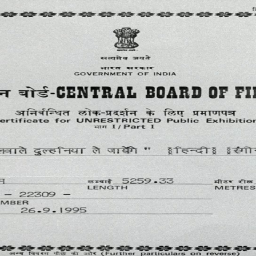 सत्यमेव जयते
भारत सरकार
GOVERNMENT OF INDIA
न बोर्ड-CENTRAL BOARD OF FI
अनिर्बन्धित लोक-प्रदर्शन के लिए प्रमाणपत्र
ertificate for UNRESTRICTED Public Exhibition
भाग I/Part I
वाले दुल्हनिया ले जायेंगे " हिन्दी
लम्बाई 5259.33 मीटर
LENGTH METRES
- 22309 -
MBER
26.9.1995
(Further particulars on reverse)